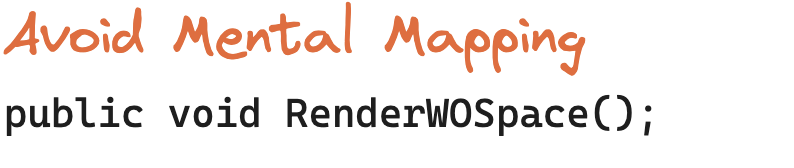 Avoid Mental Mapping
public void RenderWOSpace();